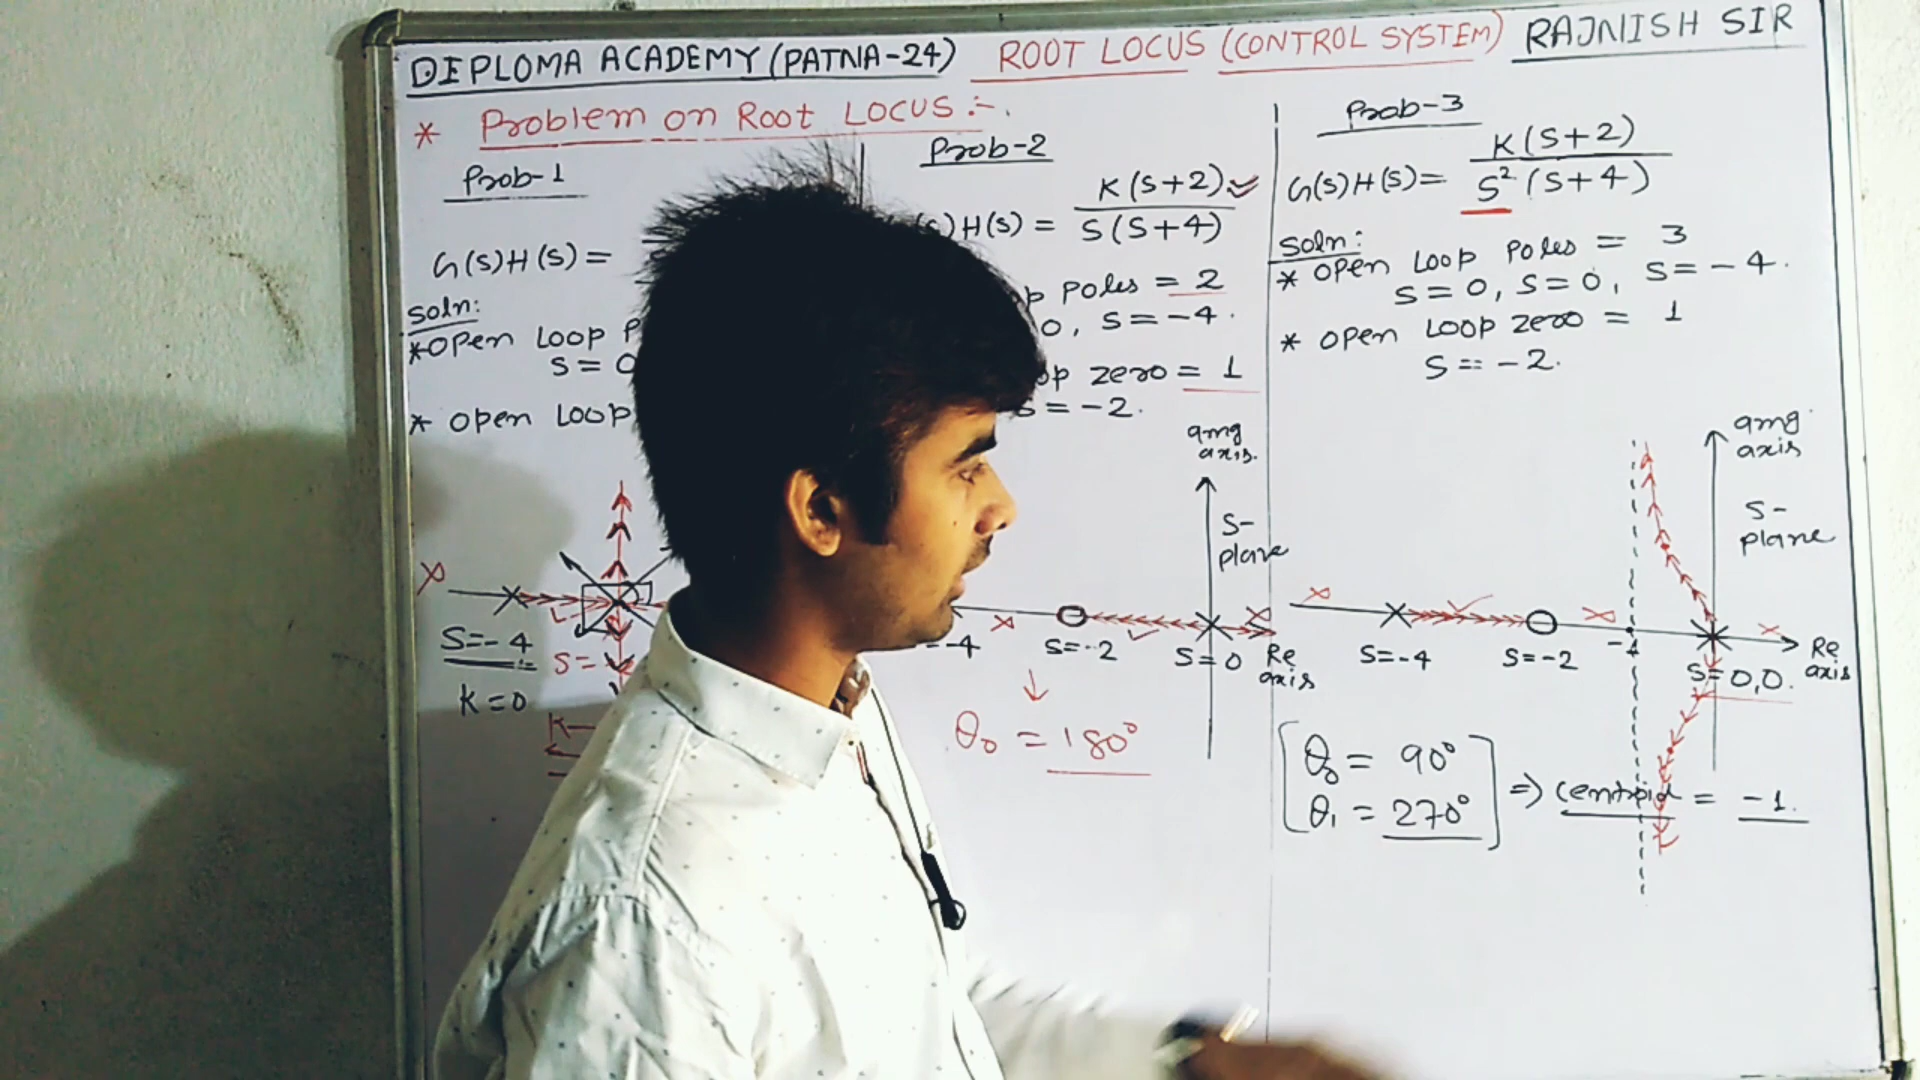 DIPLOMA ACADEMY (PATNA-24) ROOT LOCUS (CONTROL SYSTEM) RAJNISH SIR
* Problem on Root LOCUS :-
Prob-1
G(s)H(s) =
Soln:
* Open Loop P
S = 0
* Open Loop
S=-4
S=-
K=0
K-
Prob-2
K(S+2)
(s)H(s) =
S(S+4)
p Poles = 2
0, S=-4.
op zero = 1
S=-2.
amg
axis.
S-
plane
-4
S=-2
S=0
Re
axis
θ₀ = 180°
Prob-3
K(S+2)
G(s)H(s) =
S²(S+4)
Soln:
* Open Loop Poles = 3
S=0, S=0, S=-4.
* Open Loop zero = 1
S=-2.
amg.
axis
S-
plane
S=-4
S=-2
-1
S=0,0.
Re
axis
θ₀ = 90°
θ₁ = 270°
⇒ centroid = -1.